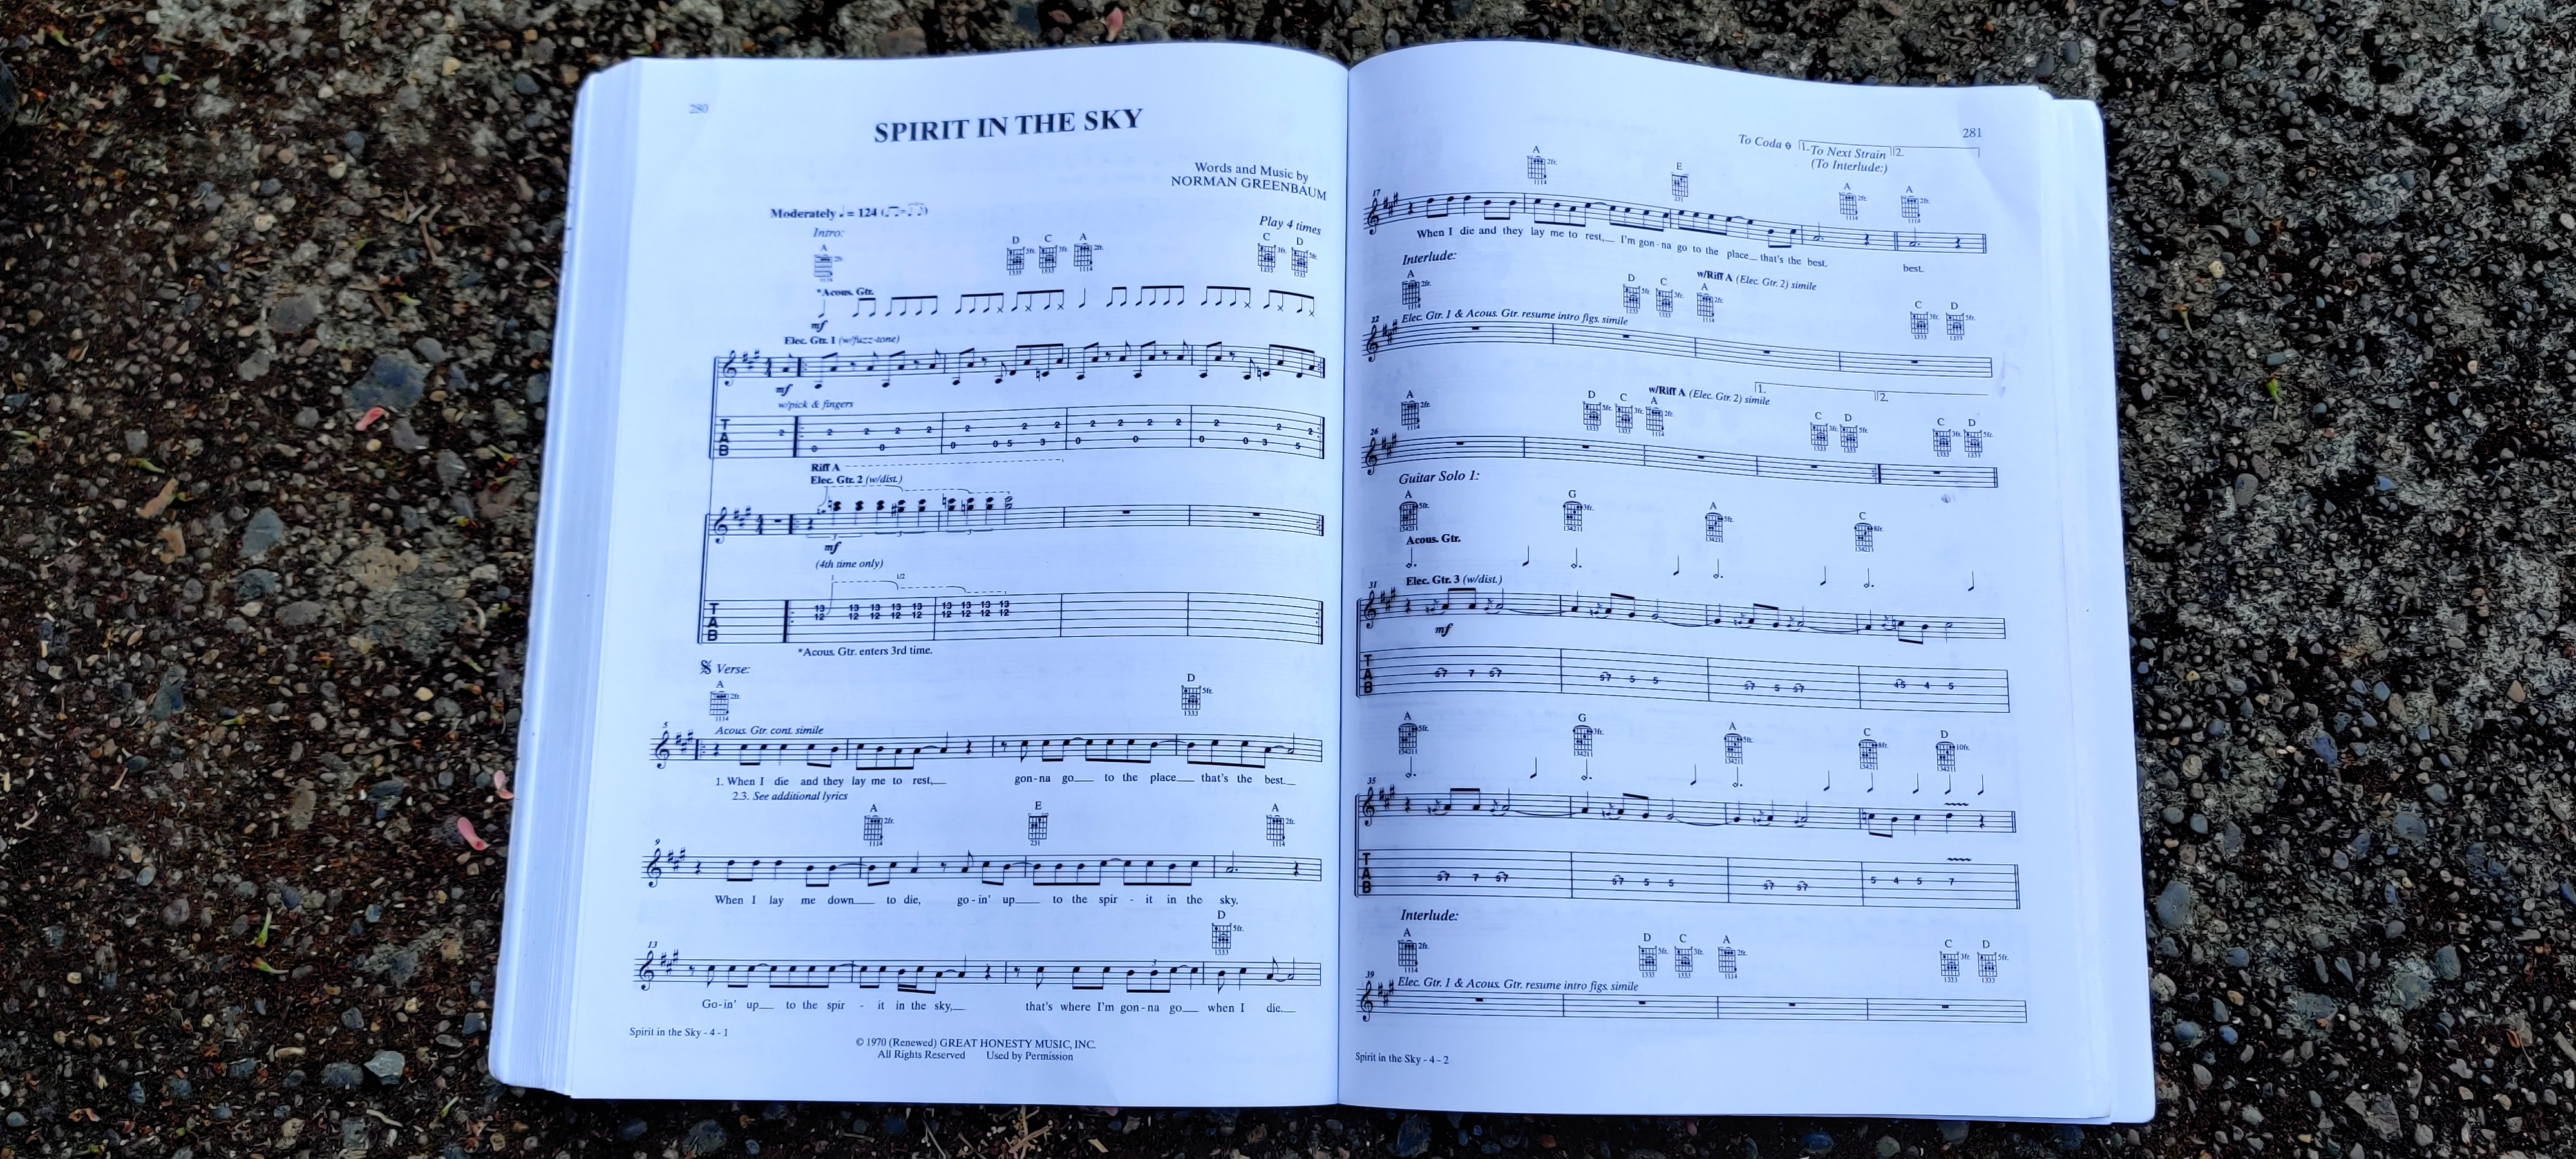 280
SPIRIT IN THE SKY
Words and Music by
NORMAN GREENBAUM
Moderately ♩ = 124
Play 4 times
Intro:
A D C A C D
*Acous. Gtr.
mf
Elec. Gtr. 1 (w/fuzz-tone)
mf
w/pick & fingers
Riff A
Elec. Gtr. 2 (w/dist.)
mf
(4th time only)
*Acous. Gtr. enters 3rd time.
Verse:
A D
5
Acous. Gtr. cont. simile
1. When I die and they lay me to rest, gon-na go to the place that's the best.
2.3. See additional lyrics
A E A
9
When I lay me down to die, go-in' up to the spir - it in the sky.
D
13
Go-in' up to the spir - it in the sky, that's where I'm gon-na go when I die.
Spirit in the Sky - 4 - 1
© 1970 (Renewed) GREAT HONESTY MUSIC, INC.
All Rights Reserved Used by Permission
281
To Coda 1. To Next Strain 2.
(To Interlude:)
A E A A
17
When I die and they lay me to rest, I'm gon-na go to the place that's the best. best.
Interlude:
w/Riff A (Elec. Gtr. 2) simile
A D C A C D
22
Elec. Gtr. 1 & Acous. Gtr. resume intro figs. simile
w/Riff A (Elec. Gtr. 2) simile
1. 2.
A D C A C D C D
26
Guitar Solo 1:
A G A C
Acous. Gtr.
31
Elec. Gtr. 3 (w/dist.)
mf
A G A C D
35
Interlude:
A D C A C D
39
Elec. Gtr. 1 & Acous. Gtr. resume intro figs. simile
Spirit in the Sky - 4 - 2